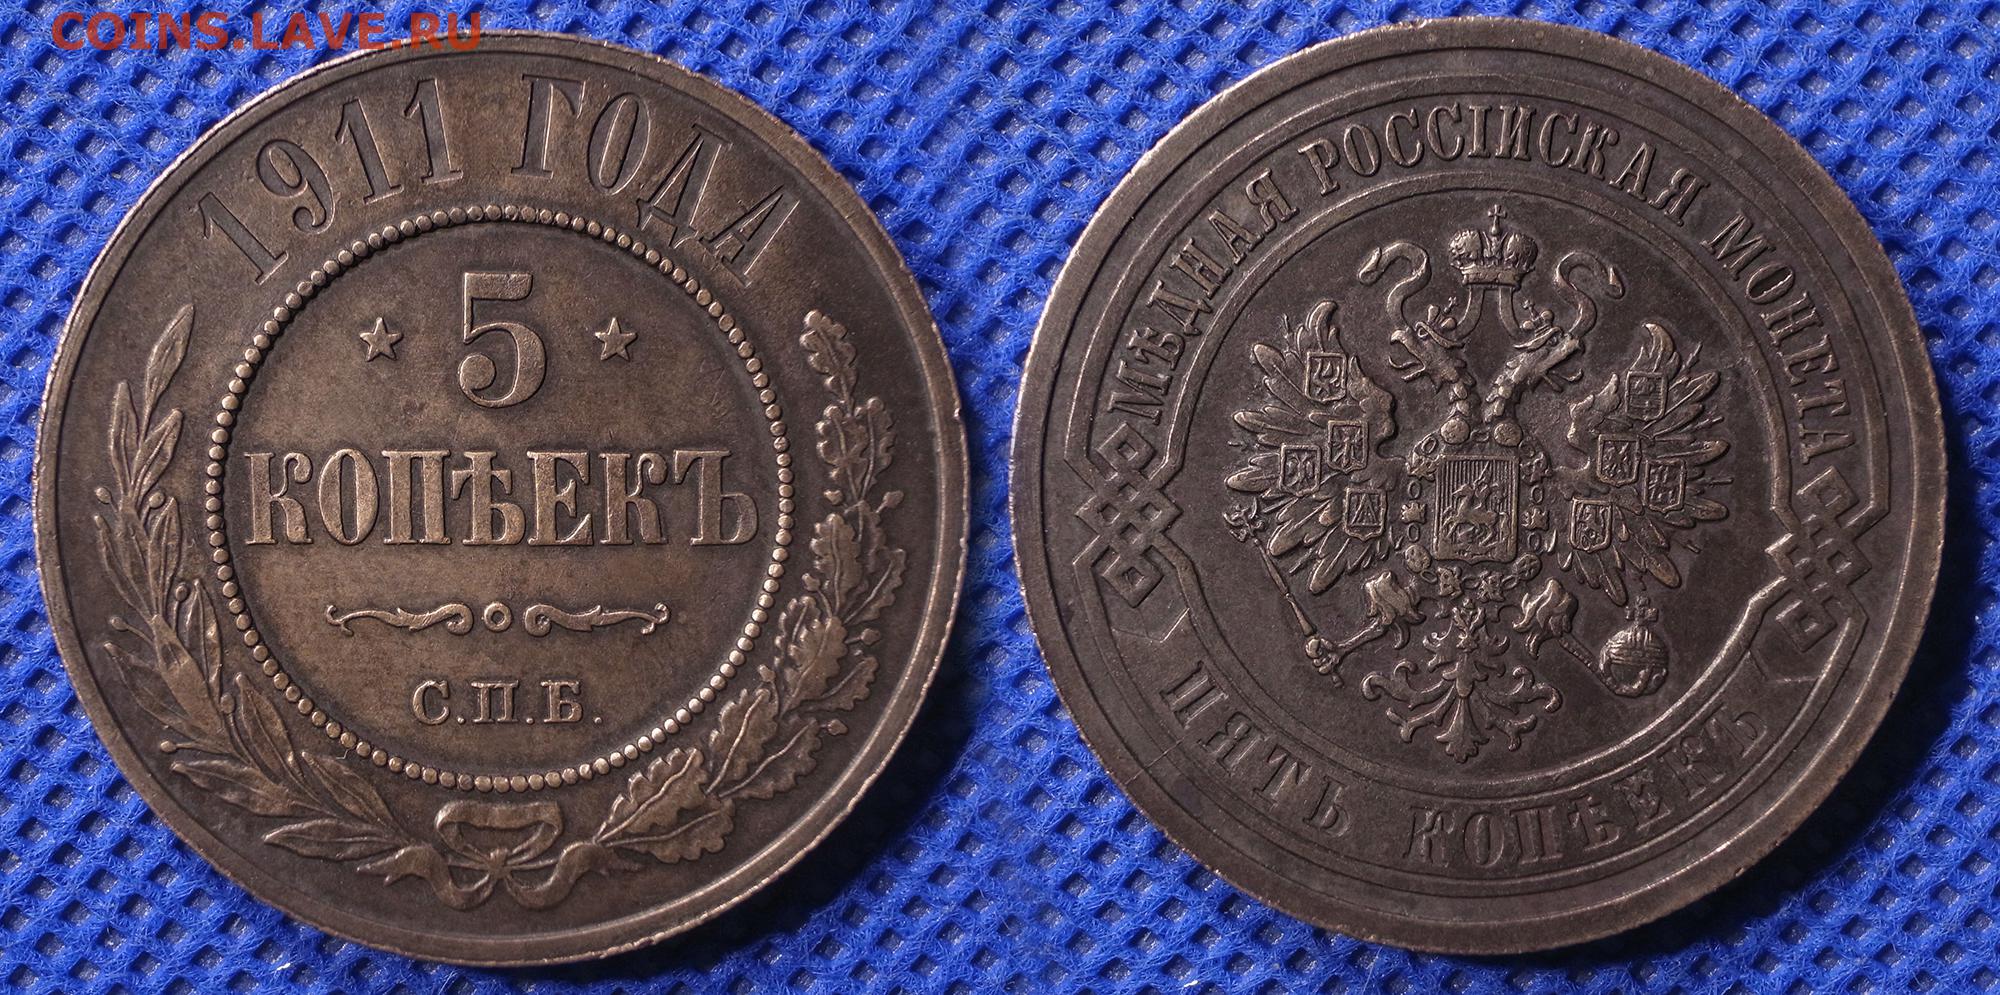 COINS.LAVE.RU
1911 ГОДА
5
КОПѢЕКЪ
С.П.Б.
МѢДНАЯ РОССІЙСКАЯ МОНЕТА
ПЯТЬ КОПѢЕКЪ